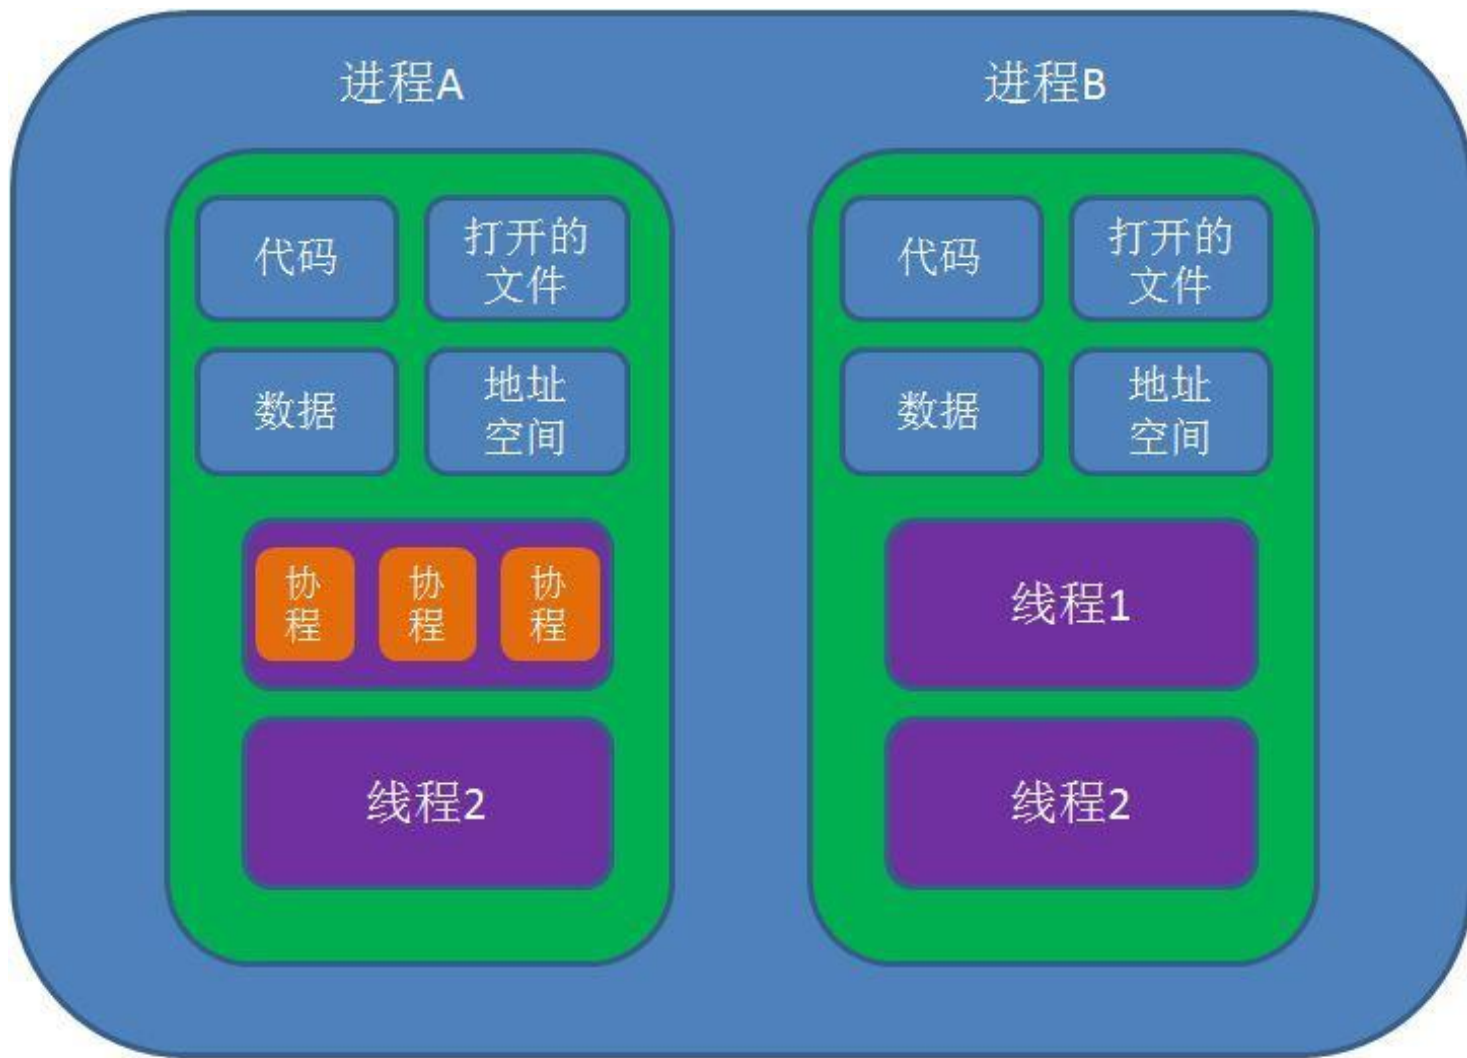 进程A
进程B
代码
打开的
文件
数据
地址
空间
协
程
协
程
协
程
线程2
代码
打开的
文件
数据
地址
空间
线程1
线程2